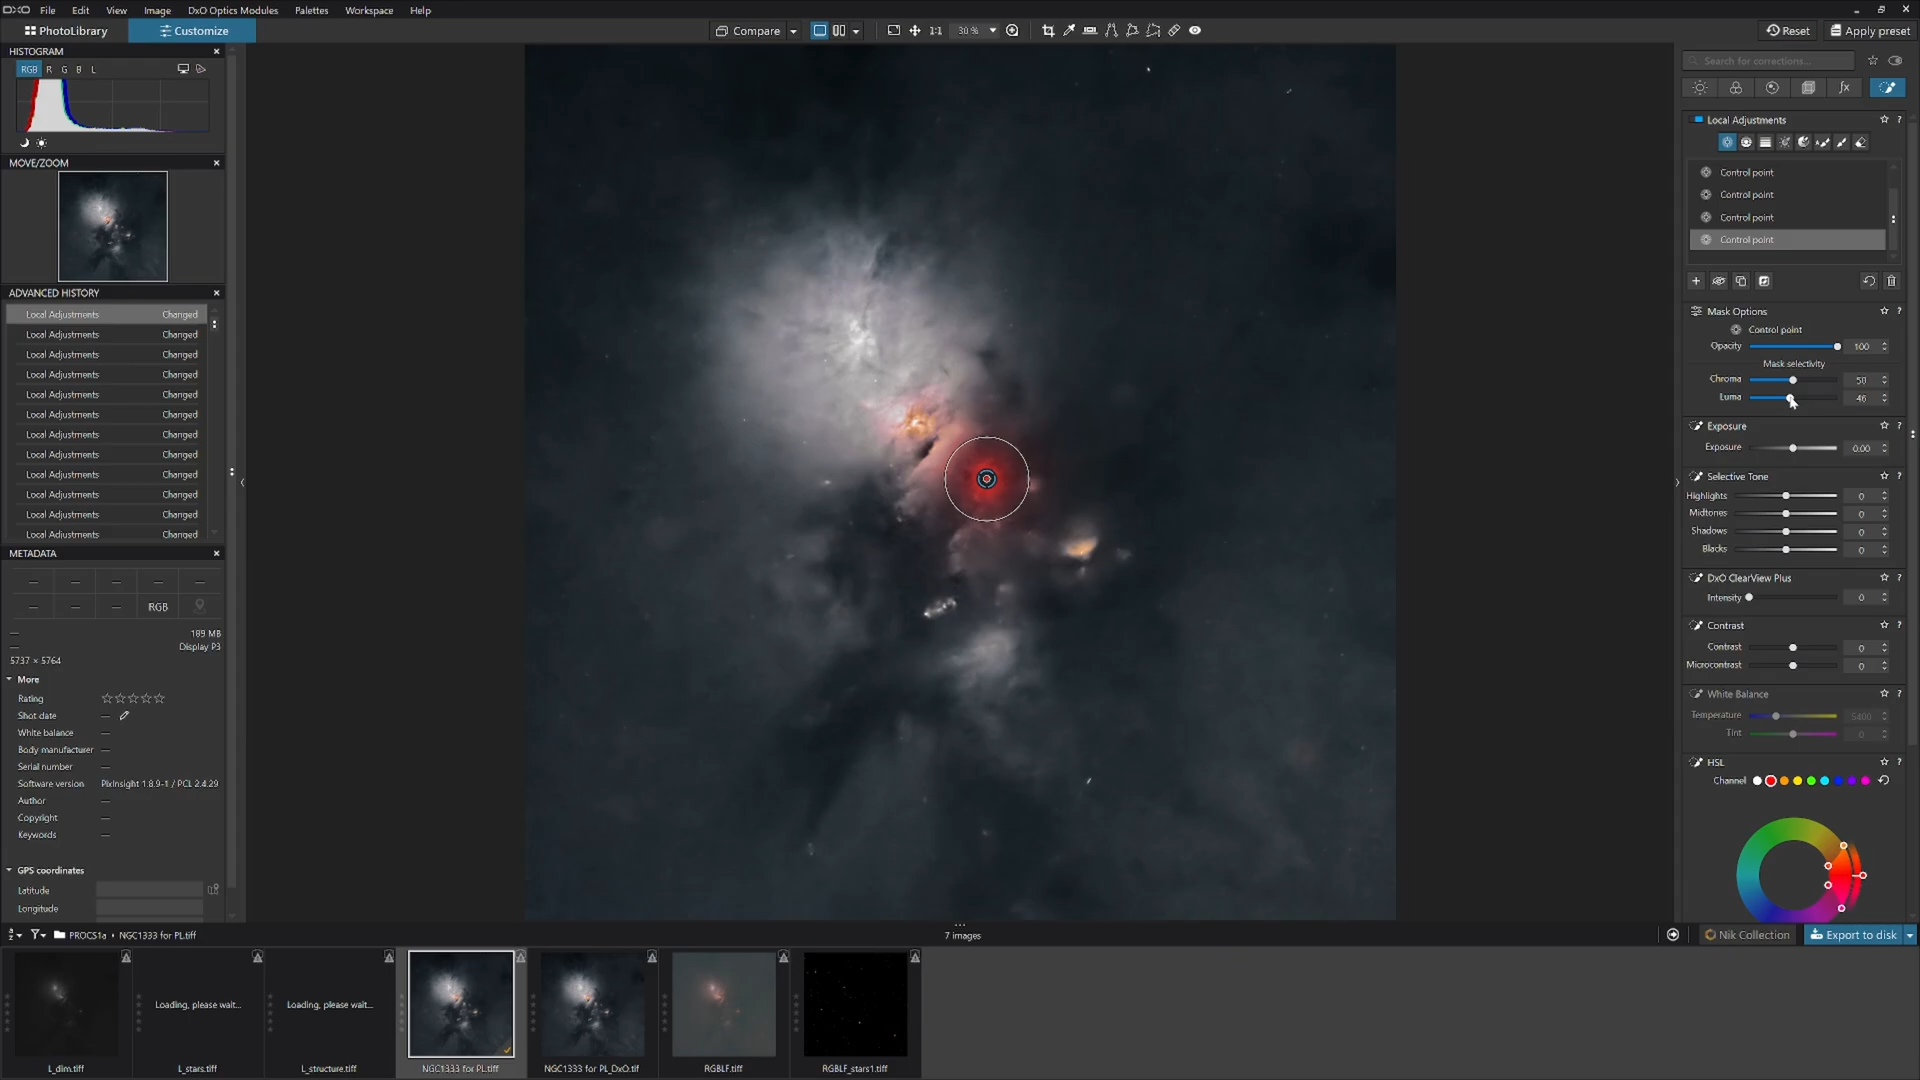 DXO File Edit View Image DxO Optics Modules Palettes Workspace Help
PhotoLibrary Customize Compare 1:1 30 % Reset Apply preset
HISTOGRAM
RGB R G B L
MOVE/ZOOM
ADVANCED HISTORY
Local Adjustments Changed
Local Adjustments Changed
Local Adjustments Changed
Local Adjustments Changed
Local Adjustments Changed
Local Adjustments Changed
Local Adjustments Changed
Local Adjustments Changed
Local Adjustments Changed
Local Adjustments Changed
Local Adjustments Changed
Local Adjustments Changed
METADATA
RGB
189 MB
Display P3
5737 × 5764
More
Rating
Shot date —
White balance —
Body manufacturer —
Serial number —
Software version PixInsight 1.8.9-1 / PCL 2.4.29
Author —
Copyright —
Keywords —
GPS coordinates
Latitude
Longitude
Search for corrections...
Local Adjustments ?
Control point
Control point
Control point
Control point
Mask Options ?
Control point
Opacity 100
Mask selectivity
Chroma 50
Luma 46
Exposure ?
Exposure 0.00
Selective Tone ?
Highlights 0
Midtones 0
Shadows 0
Blacks 0
DxO ClearView Plus ?
Intensity 0
Contrast ?
Contrast 0
Microcontrast 0
White Balance ?
Temperature 5400
Tint 0
HSL ?
Channel
PROCS1a NGC1333 for PL.tiff 7 images Nik Collection Export to disk
Loading, please wait... Loading, please wait...
L_dim.tiff L_stars.tiff L_structure.tiff NGC1333 for PL.tiff NGC1333 for PL_DxO.tif RGBLF.tiff RGBLF_stars1.tiff